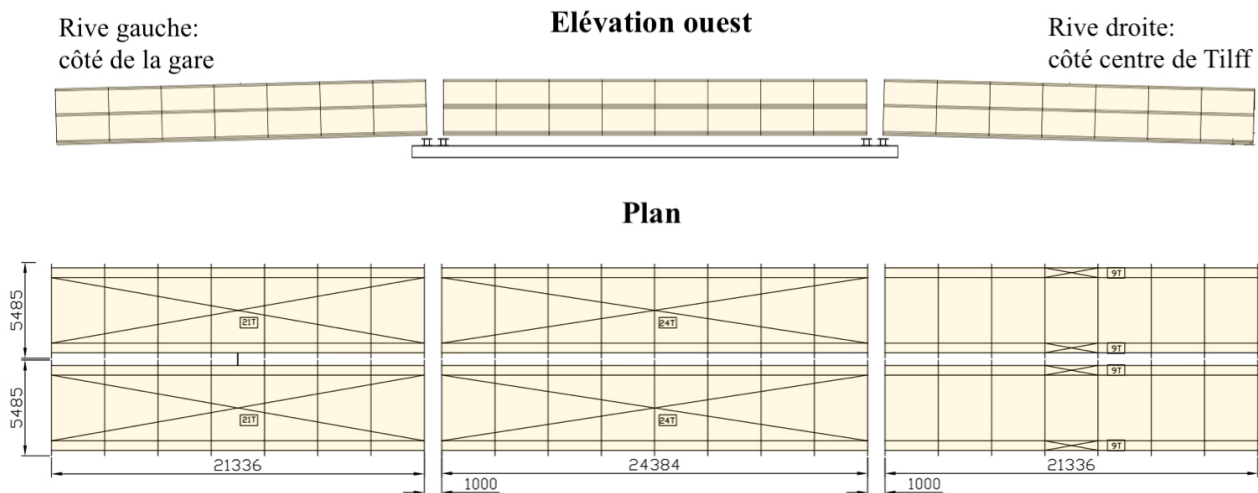 Elévation ouest
Rive gauche:
côté de la gare
Rive droite:
côté centre de Tilff
Plan
5485
21T
24T
9T
9T
5485
21T
24T
9T
9T
21336
24384
21336
1000
1000